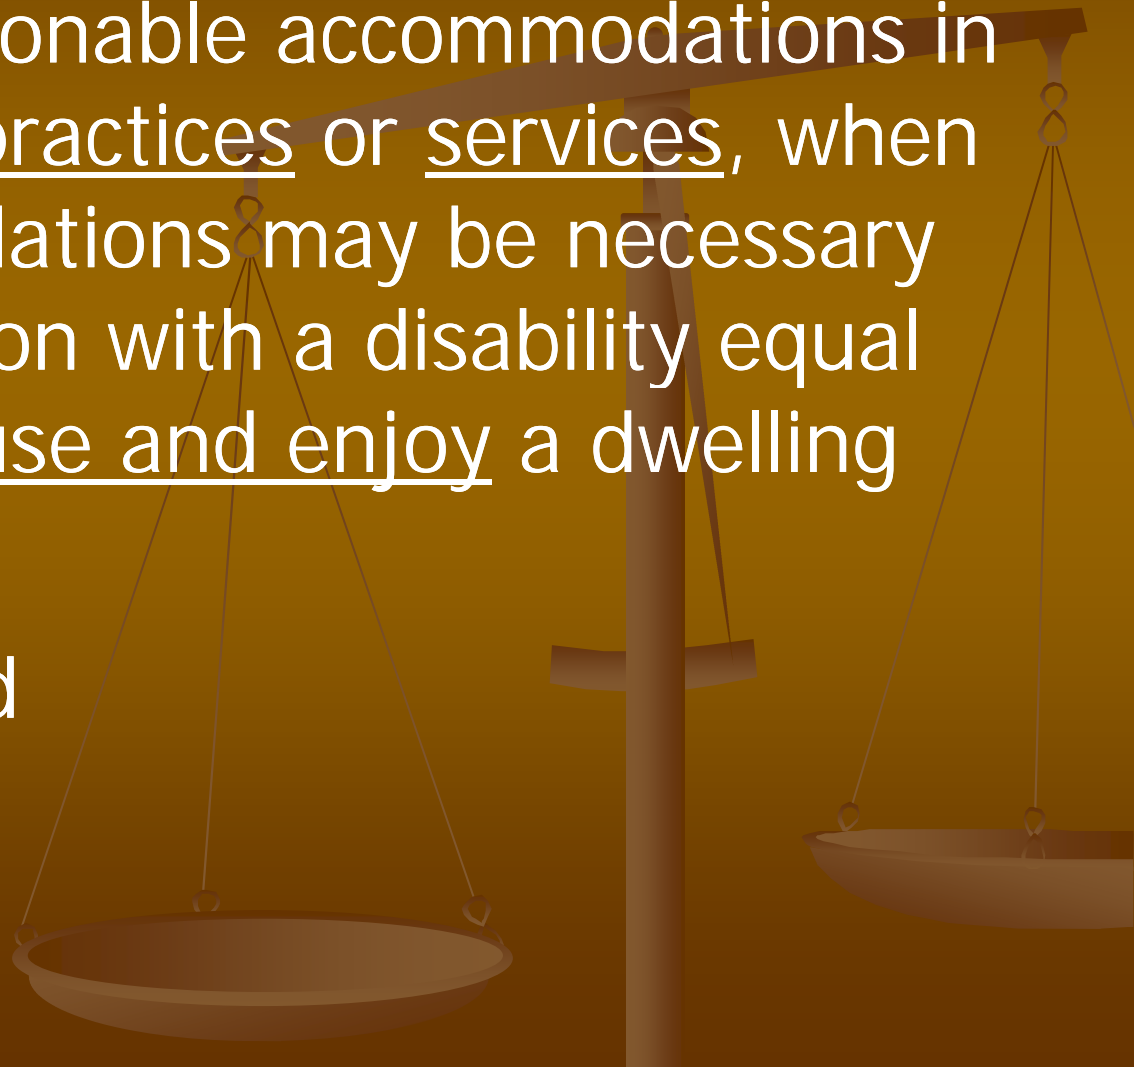 onable accommodations in
practices or services, when
lations may be necessary
on with a disability equal
use and enjoy a dwelling
d